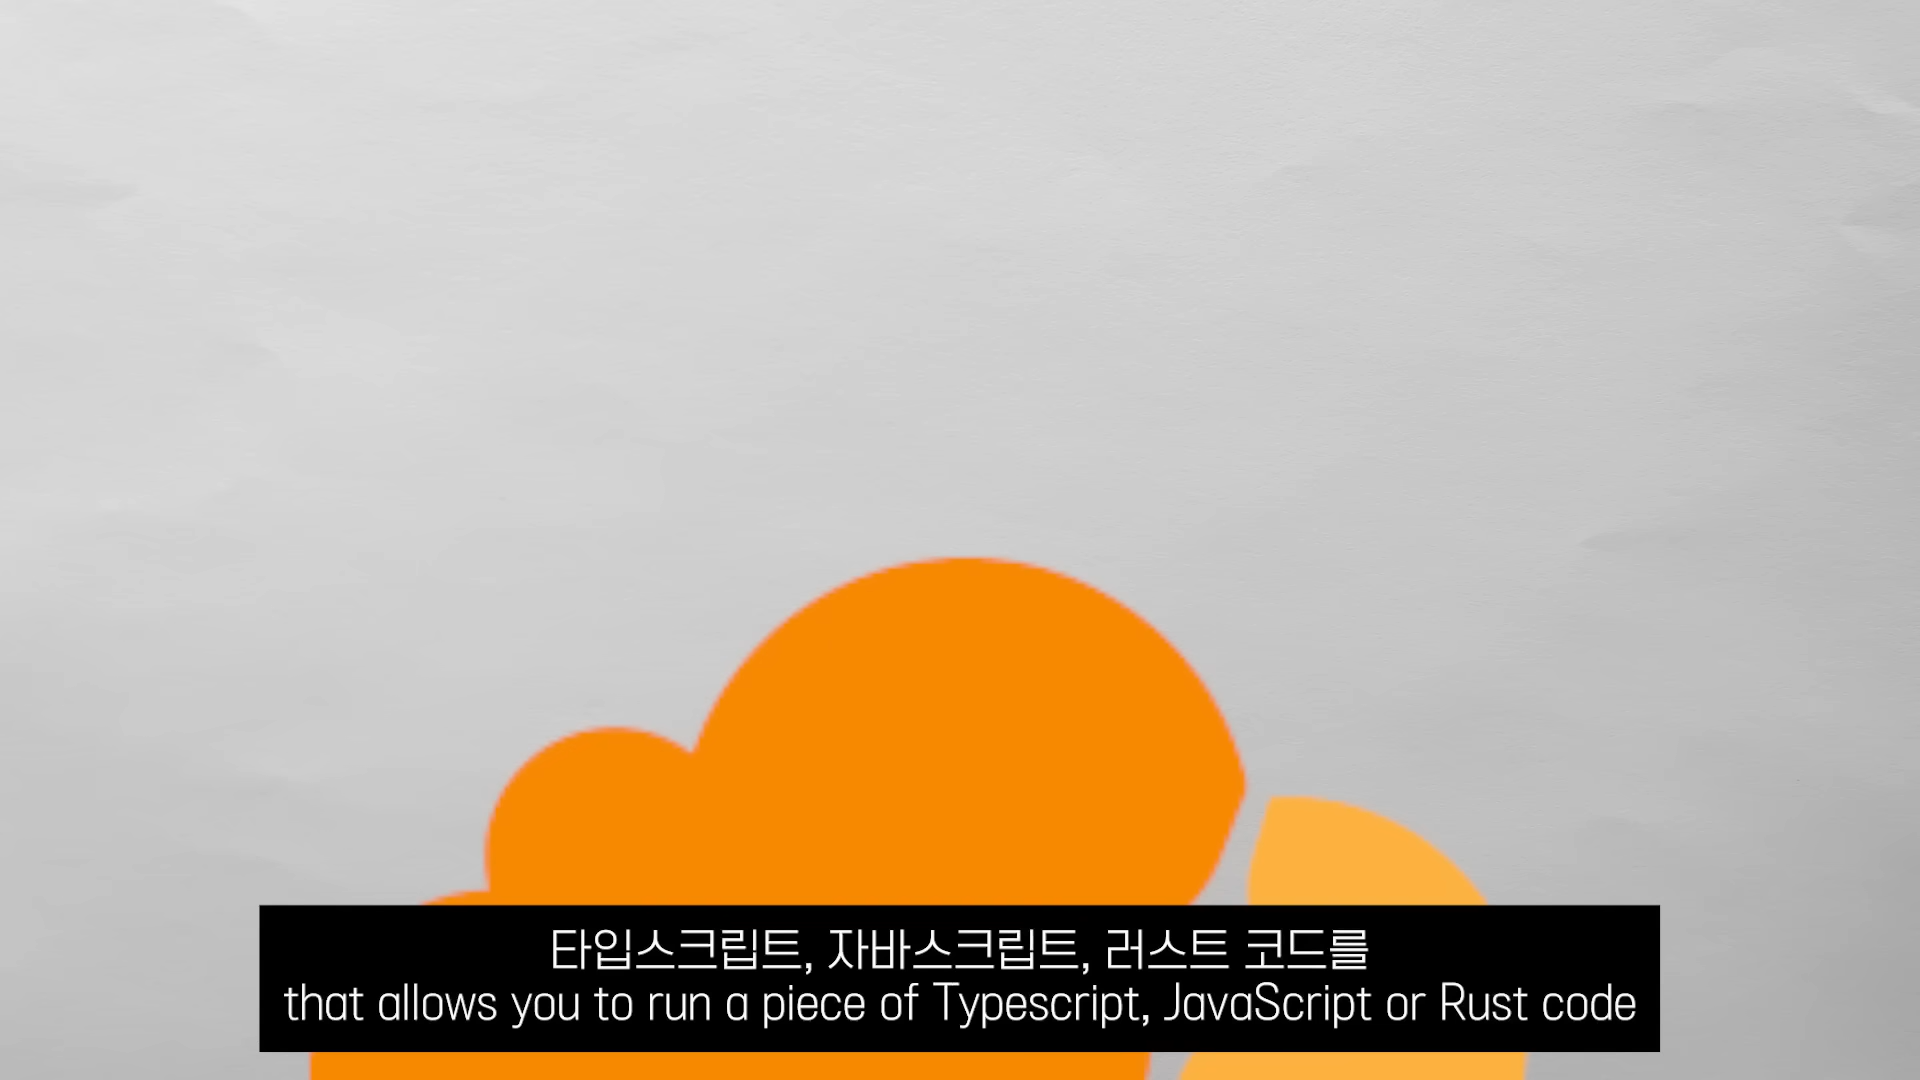 타입스크립트, 자바스크립트, 러스트 코드를
that allows you to run a piece of Typescript, JavaScript or Rust code